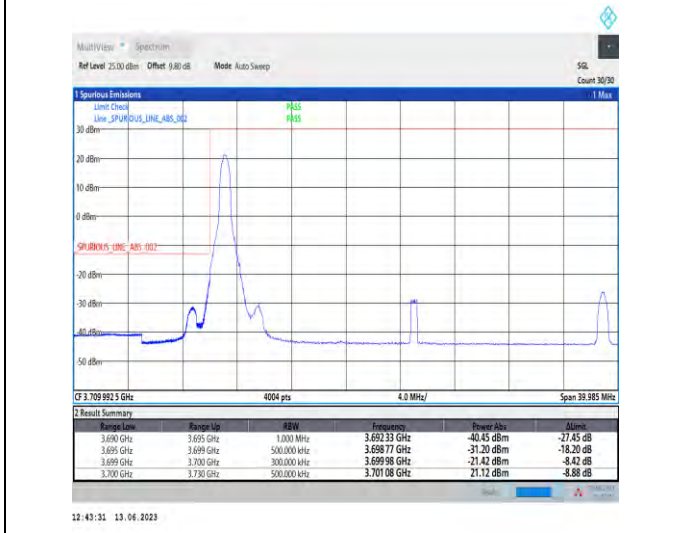 MultiView Spectrum
Ref Level 25.00 dBm Offset 9.80 dB Mode Auto Sweep SGL
Count 30/30
1 Spurious Emissions 1 Max
Limit Check PASS
Line _SPURIOUS_LINE_ABS_002 PASS
30 dBm
20 dBm
10 dBm
0 dBm
_SPURIOUS_LINE_ABS_002
-20 dBm
-30 dBm
-40 dBm
-50 dBm
CF 3.709 992 5 GHz 4004 pts 4.0 MHz/ Span 39.985 MHz
2 Result Summary
Range Low Range Up RBW Frequency Power Abs ΔLimit
3.690 GHz 3.695 GHz 1.000 MHz 3.692 33 GHz -40.45 dBm -27.45 dB
3.695 GHz 3.699 GHz 500.000 kHz 3.698 77 GHz -31.20 dBm -18.20 dB
3.699 GHz 3.700 GHz 300.000 kHz 3.699 98 GHz -21.42 dBm -8.42 dB
3.700 GHz 3.730 GHz 500.000 kHz 3.701 08 GHz 21.12 dBm -8.88 dB
12:43:31 13.06.2023